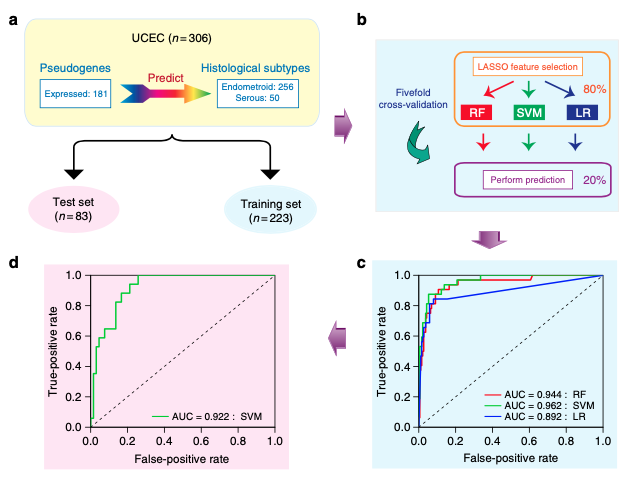 a
UCEC (n=306)
Pseudogenes
Histological subtypes
Predict
Expressed: 181
Endometroid: 256
Serous: 50
Test set
(n=83)
Training set
(n=223)
b
LASSO feature selection
80%
Fivefold
cross-validation
RF
SVM
LR
Perform prediction
20%
d
True-positive rate
1.0
0.8
0.6
0.4
0.2
0.0
AUC = 0.922 : SVM
0.0
0.2
0.4
0.6
0.8
1.0
False-positive rate
c
True-positive rate
1.0
0.8
0.6
0.4
0.2
0.0
AUC = 0.944 : RF
AUC = 0.962 : SVM
AUC = 0.892 : LR
0.0
0.2
0.4
0.6
0.8
1.0
False-positive rate